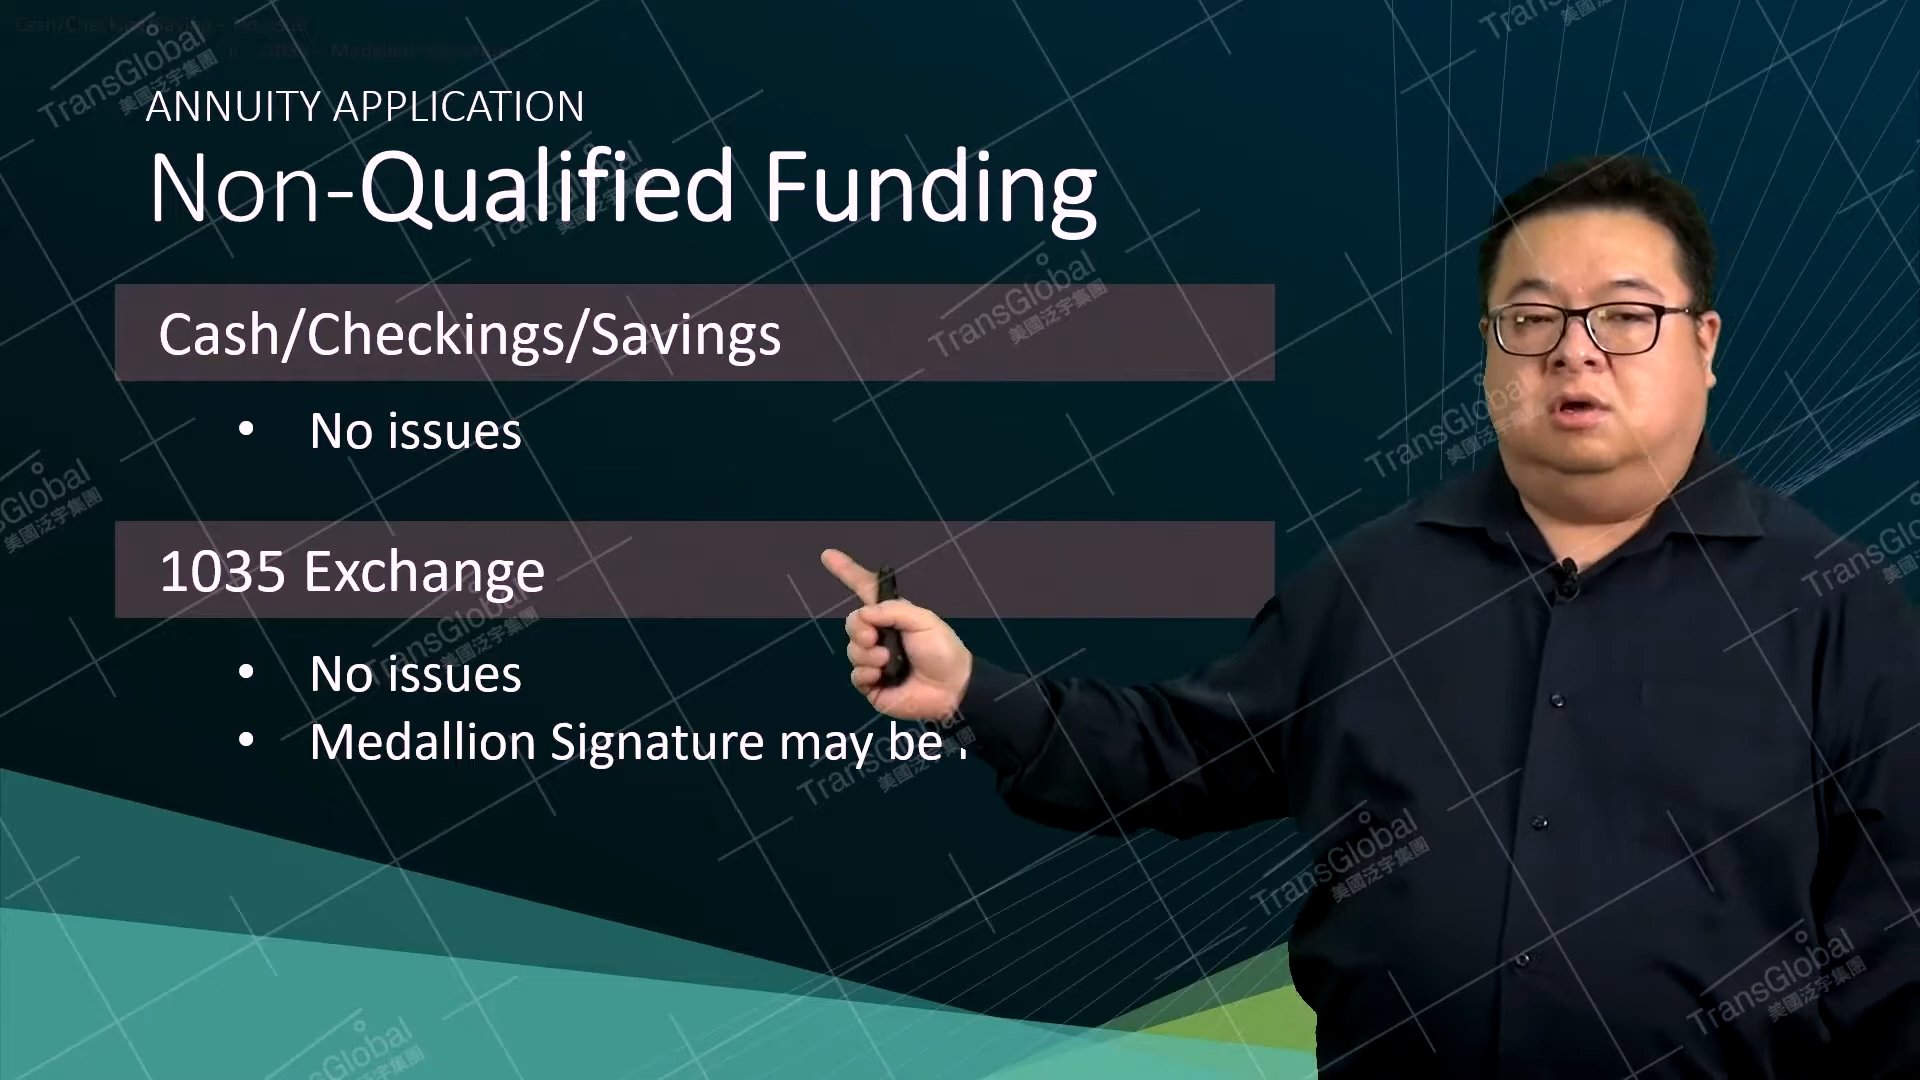 ANNUITY APPLICATION
Non-Qualified Funding
Cash/Checkings/Savings
• No issues
1035 Exchange
• No issues
• Medallion Signature may be
TransGlobal
美國泛宇集團